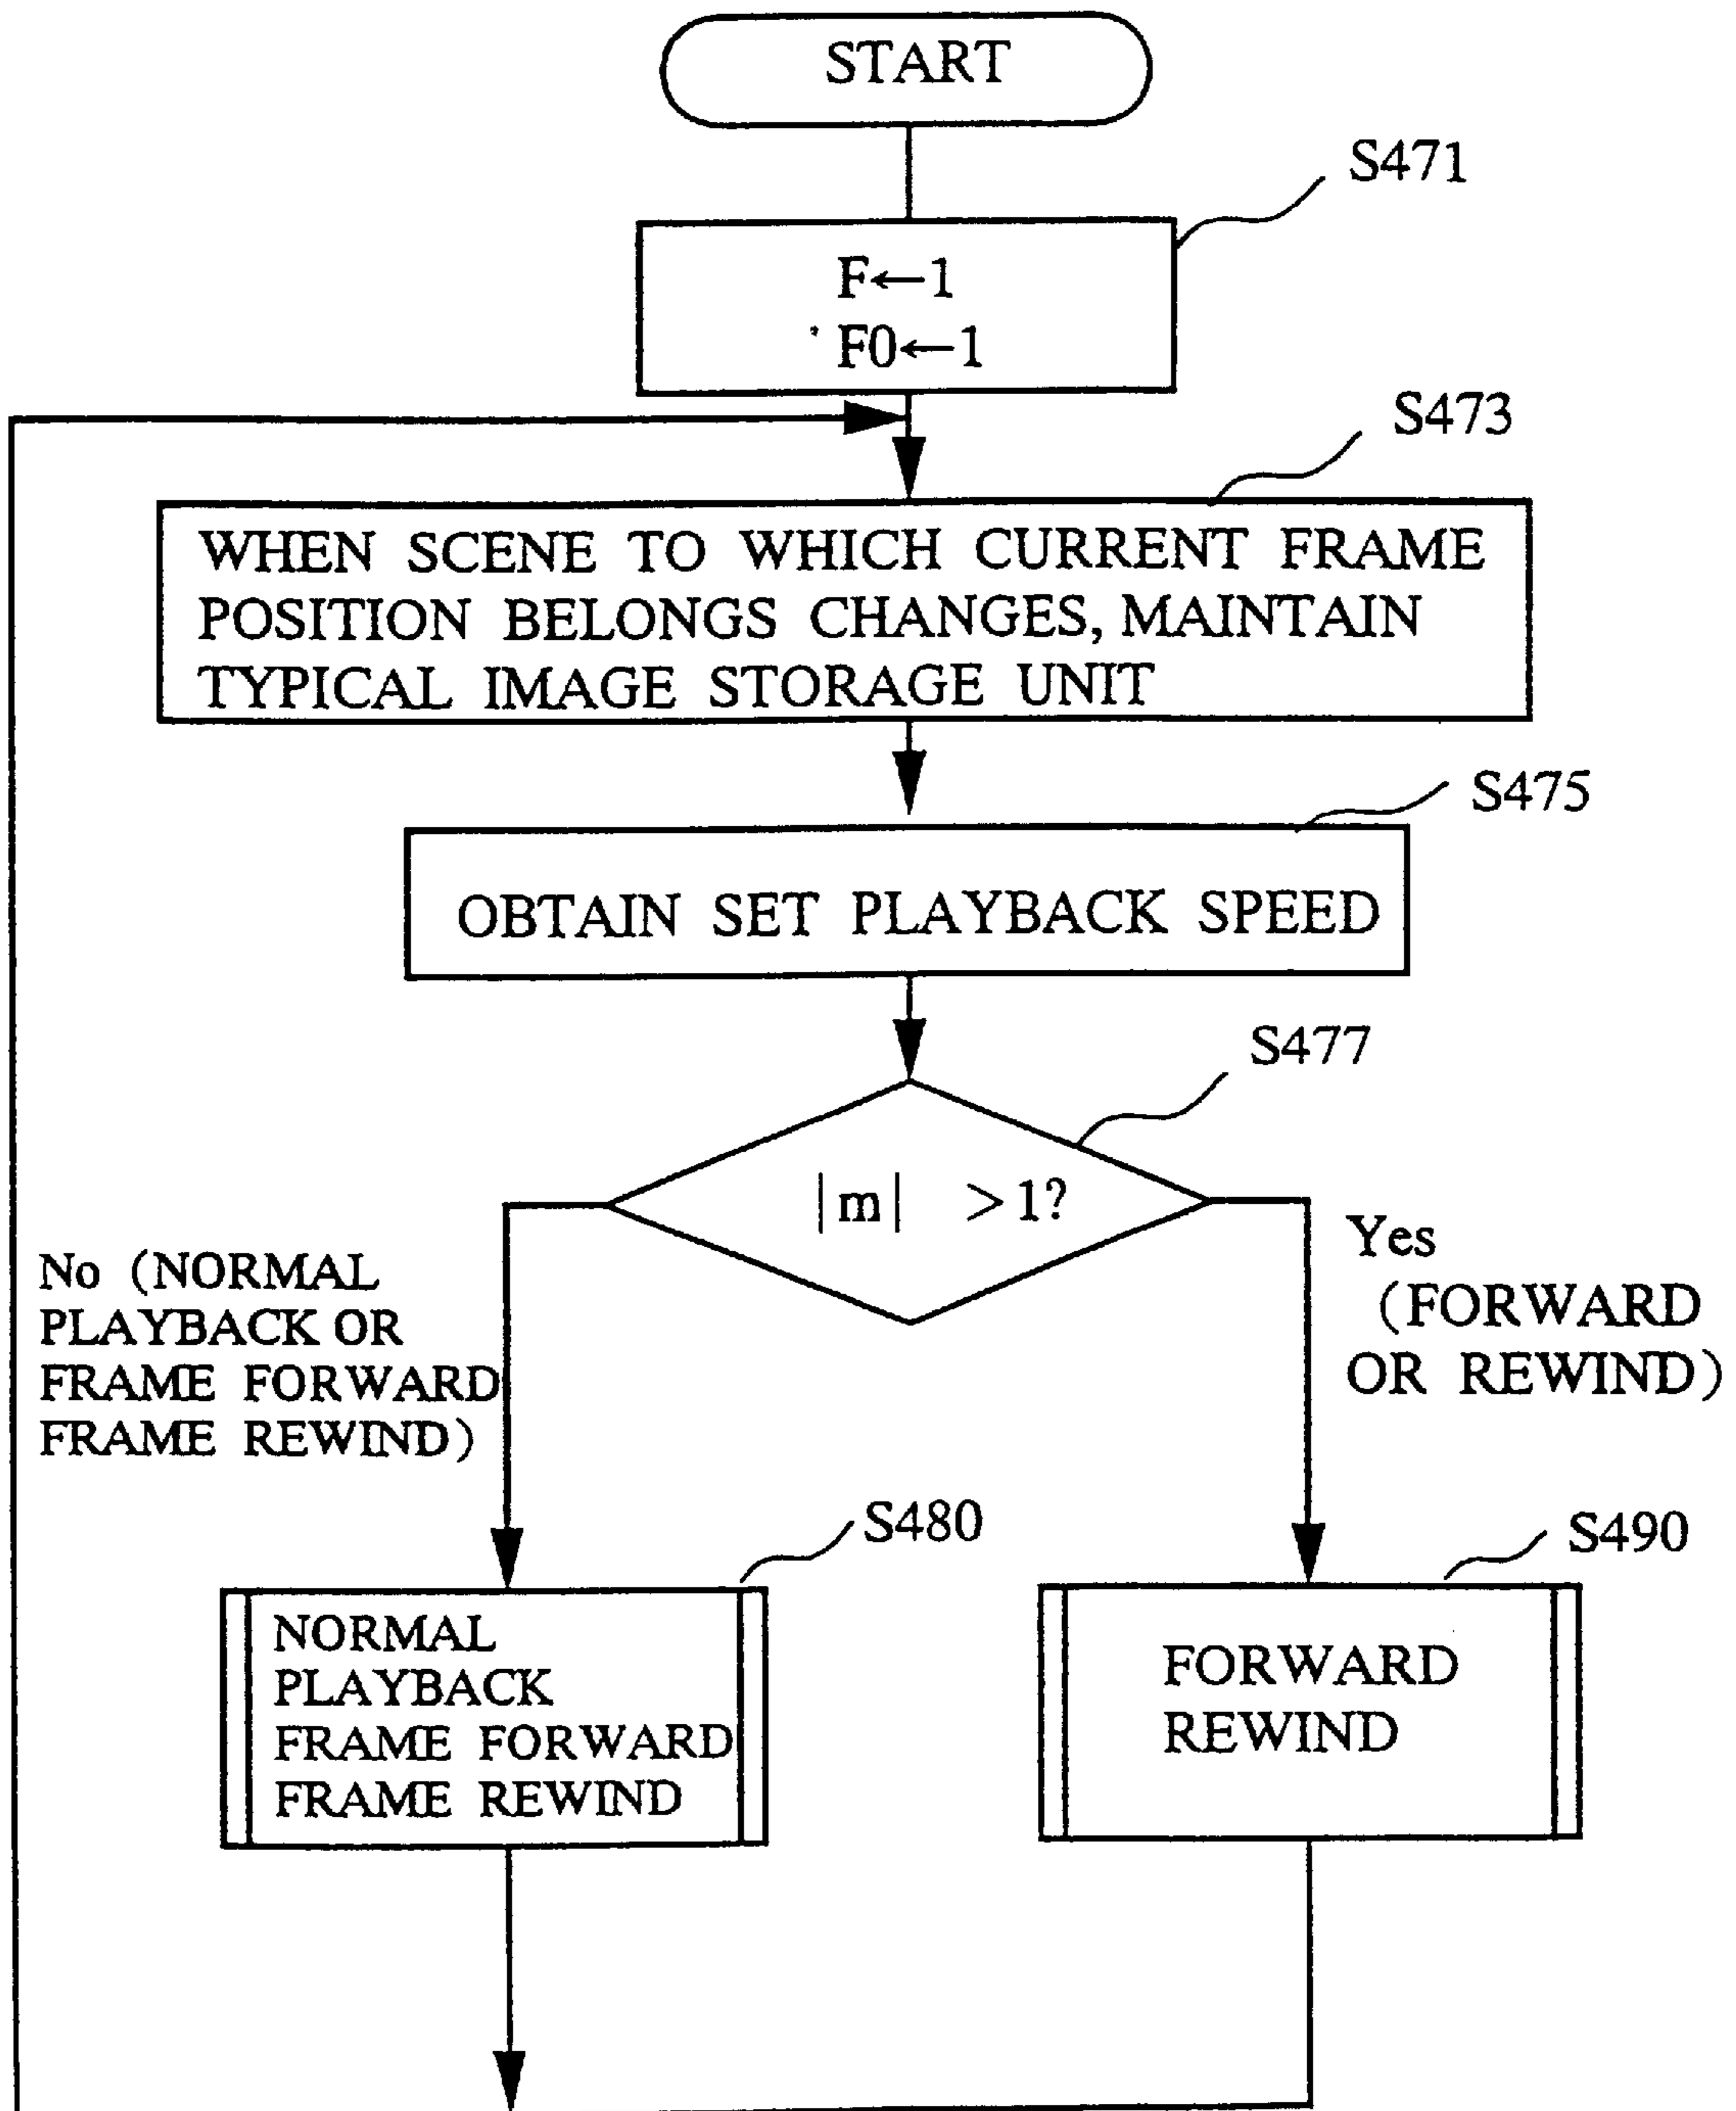 START
S471
F←1
F0←1
S473
WHEN SCENE TO WHICH CURRENT FRAME
POSITION BELONGS CHANGES, MAINTAIN
TYPICAL IMAGE STORAGE UNIT
S475
OBTAIN SET PLAYBACK SPEED
S477
|m| >1?
No (NORMAL
PLAYBACK OR
FRAME FORWARD
FRAME REWIND)
Yes
(FORWARD
OR REWIND)
S480
NORMAL
PLAYBACK
FRAME FORWARD
FRAME REWIND
S490
FORWARD
REWIND